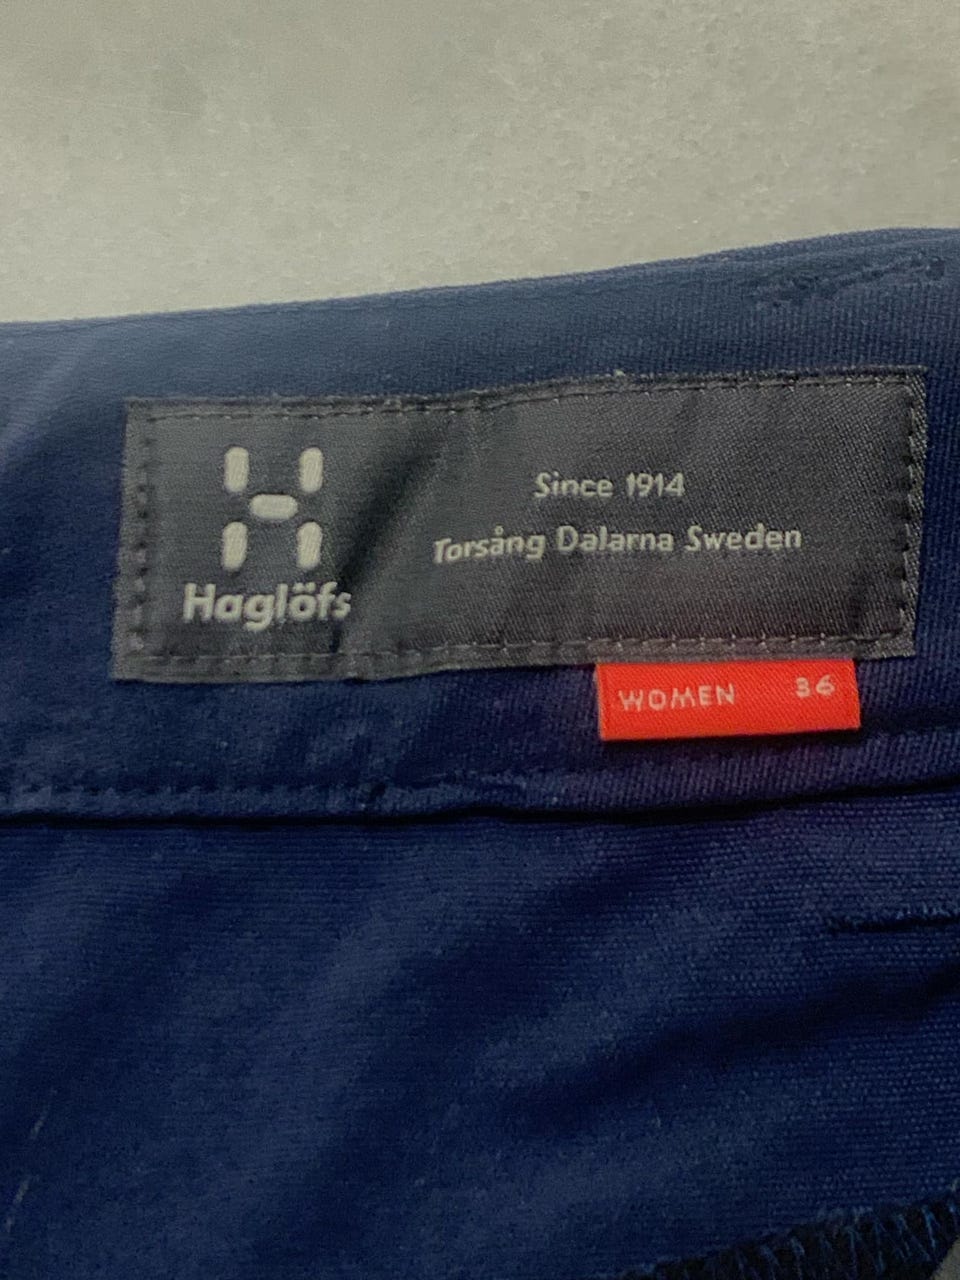 Haglöfs
Since 1914
Torsång Dalarna Sweden
WOMEN 36